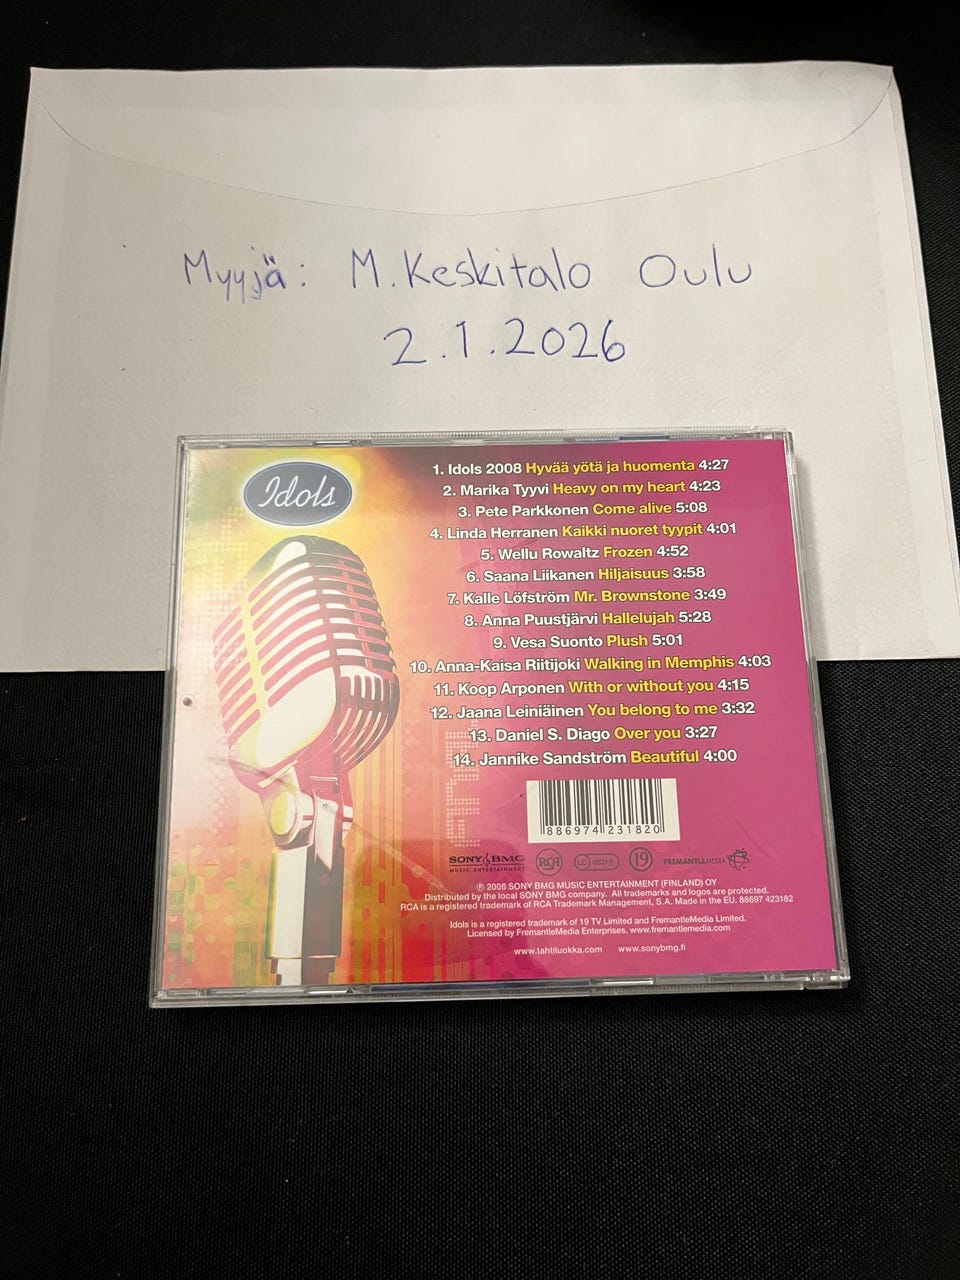 Myyjä: M.Keskitalo Oulu
2.1.2026
Idols
1. Idols 2008 Hyvää yötä ja huomenta 4:27
2. Marika Tyyvi Heavy on my heart 4:23
3. Pete Parkkonen Come alive 5:08
4. Linda Herranen Kaikki nuoret tyypit 4:01
5. Wellu Rowaltz Frozen 4:52
6. Saana Liikanen Hiljaisuus 3:58
7. Kalle Löfström Mr. Brownstone 3:49
8. Anna Puustjärvi Hallelujah 5:28
9. Vesa Suonto Plush 5:01
10. Anna-Kaisa Riitijoki Walking in Memphis 4:03
11. Koop Arponen With or without you 4:15
12. Jaana Leiniäinen You belong to me 3:32
13. Daniel S. Diago Over you 3:27
14. Jannike Sandström Beautiful 4:00
886974 231820
SONY BMG
MUSIC ENTERTAINMENT
RCA
LC 00316
19
FREMANTLEMEDIA
℗ 2008 SONY BMG MUSIC ENTERTAINMENT (FINLAND) OY
Distributed by the local SONY BMG company. All trademarks and logos are protected.
RCA is a registered trademark of RCA Trademark Management, S.A. Made in the EU. 88697 423182
Idols is a registered trademark of 19 TV Limited and FremantleMedia Limited.
Licensed by FremantleMedia Enterprises. www.fremantlemedia.com
www.tahtiluokka.com www.sonybmg.fi